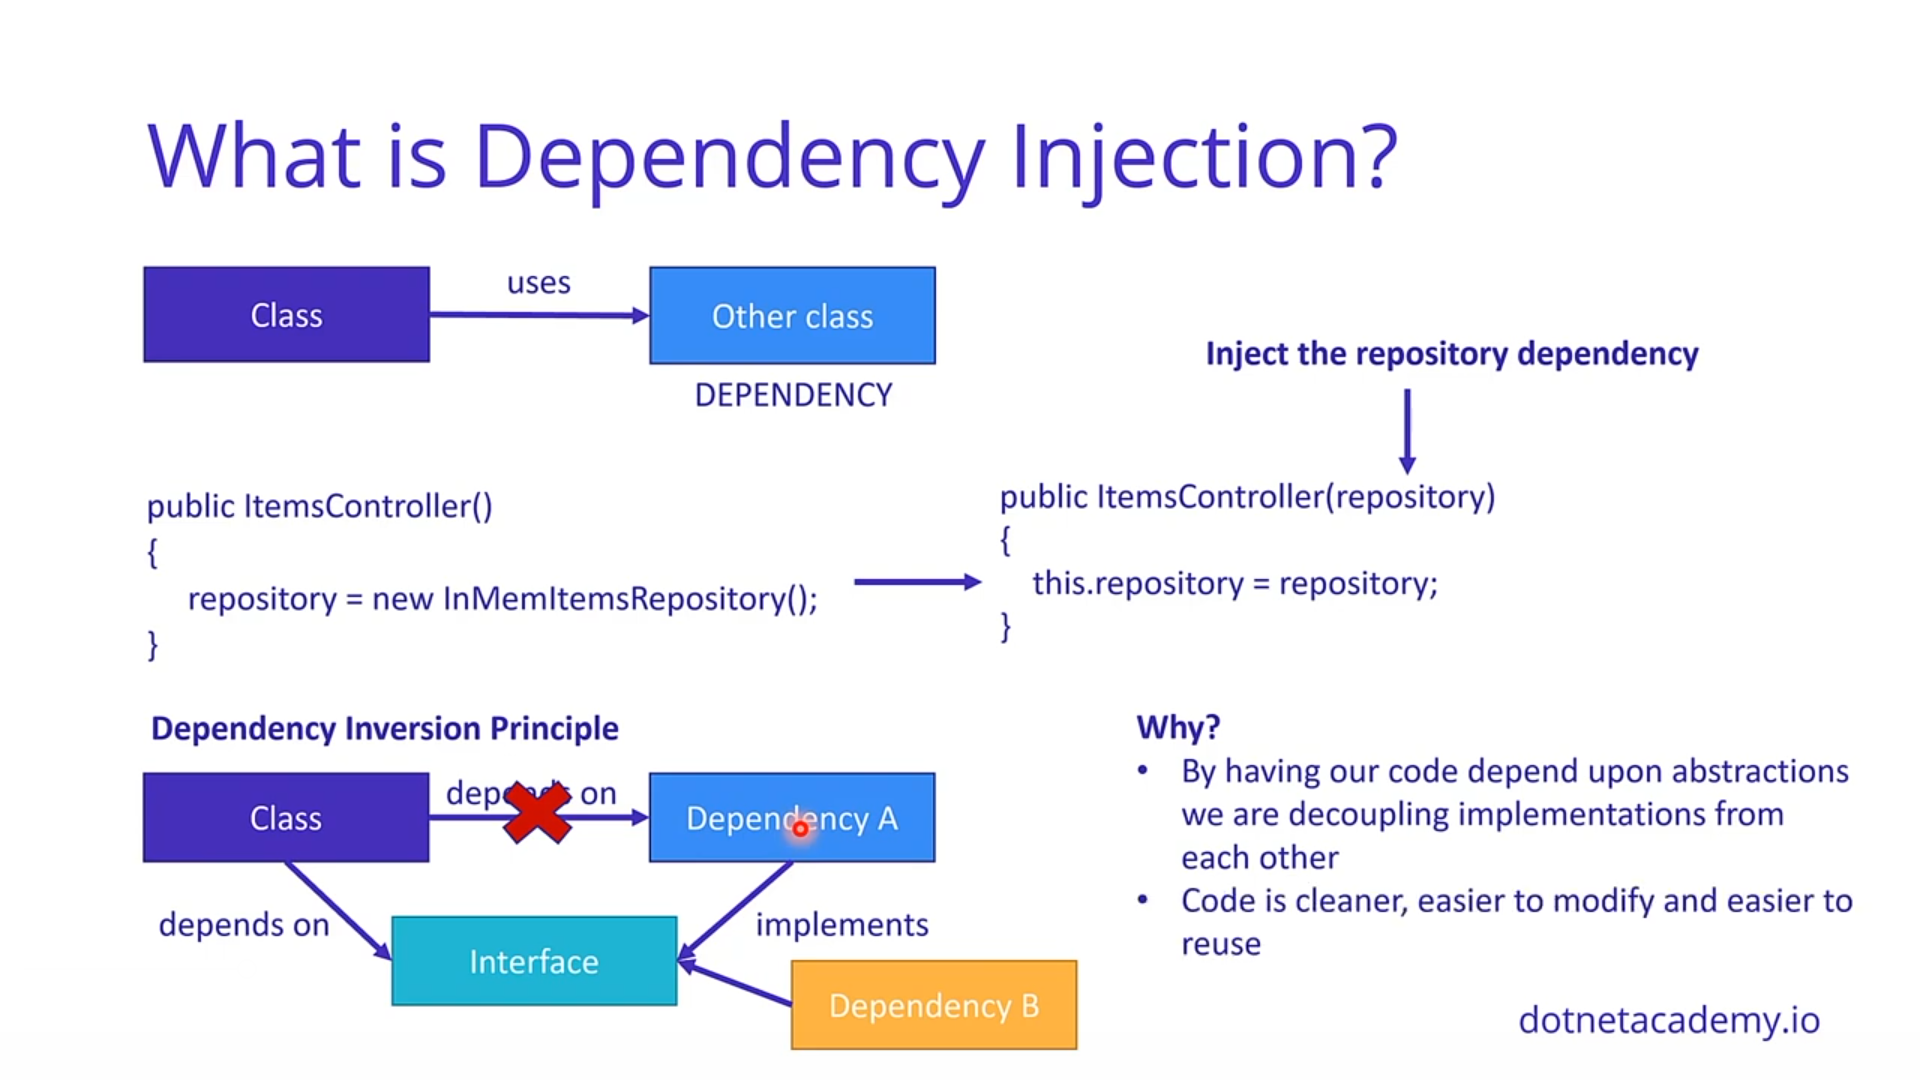 What is Dependency Injection?
Class
uses
Other class
DEPENDENCY
Inject the repository dependency
public ItemsController()
{
repository = new InMemItemsRepository();
}
public ItemsController(repository)
{
this.repository = repository;
}
Dependency Inversion Principle
Class
depends on
Dependency A
depends on
Interface
implements
Dependency B
Why?
• By having our code depend upon abstractions
we are decoupling implementations from
each other
• Code is cleaner, easier to modify and easier to
reuse
dotnetacademy.io